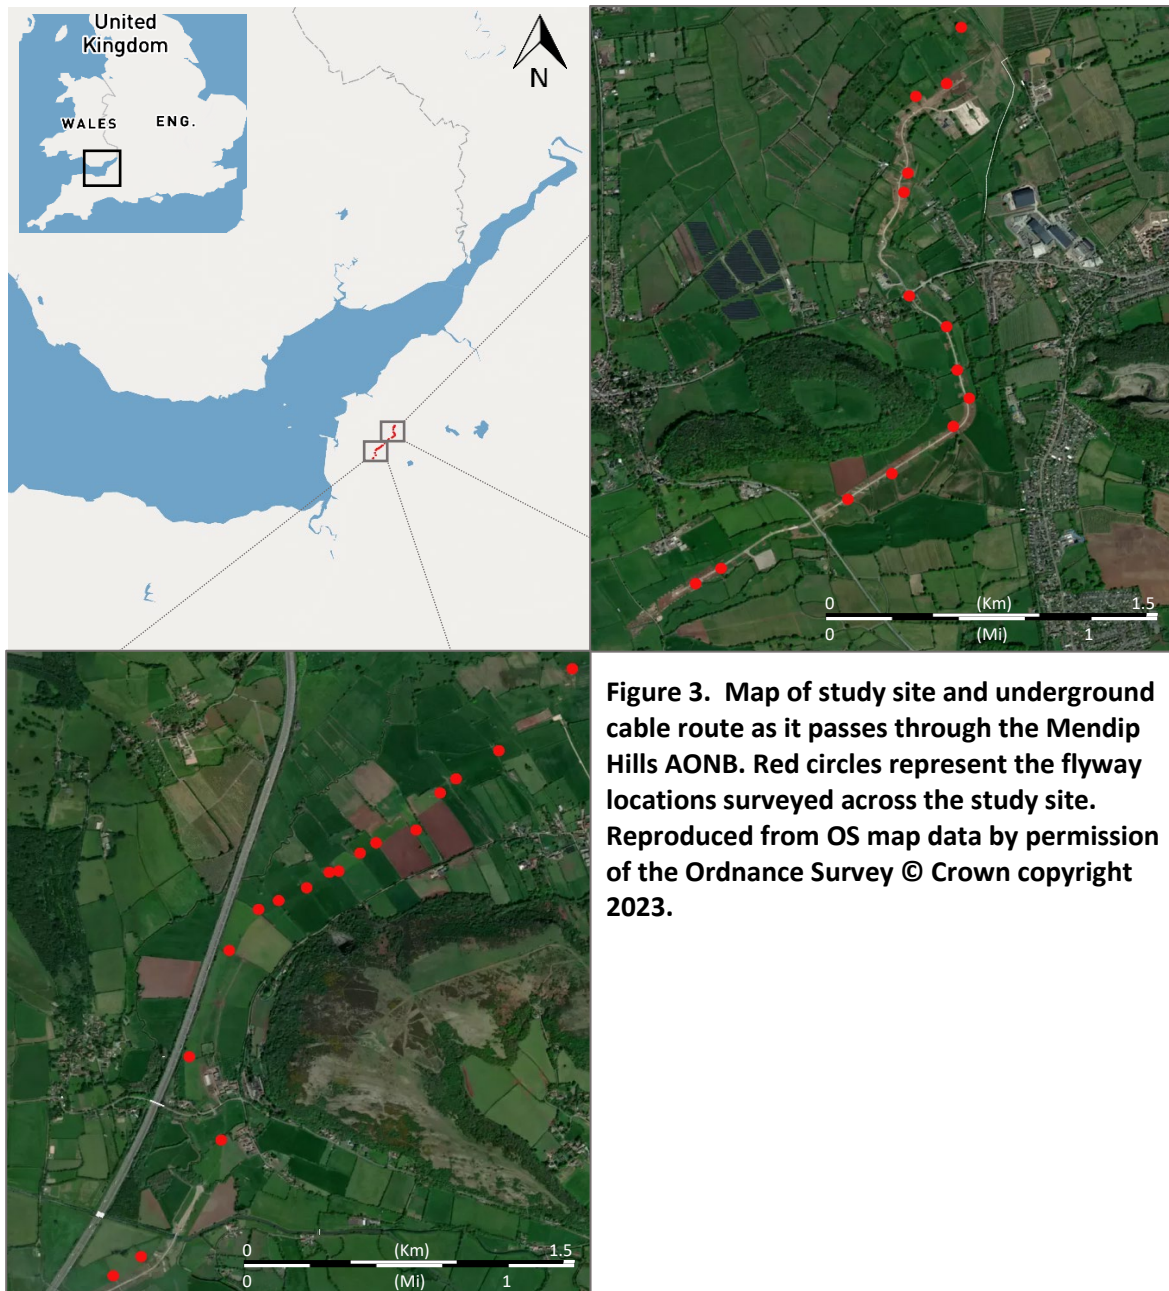 United
Kingdom
WALES
ENG.
N
0 (Km) 1.5
0 (Mi) 1
0 (Km) 1.5
0 (Mi) 1
Figure 3. Map of study site and underground
cable route as it passes through the Mendip
Hills AONB. Red circles represent the flyway
locations surveyed across the study site.
Reproduced from OS map data by permission
of the Ordnance Survey © Crown copyright
2023.